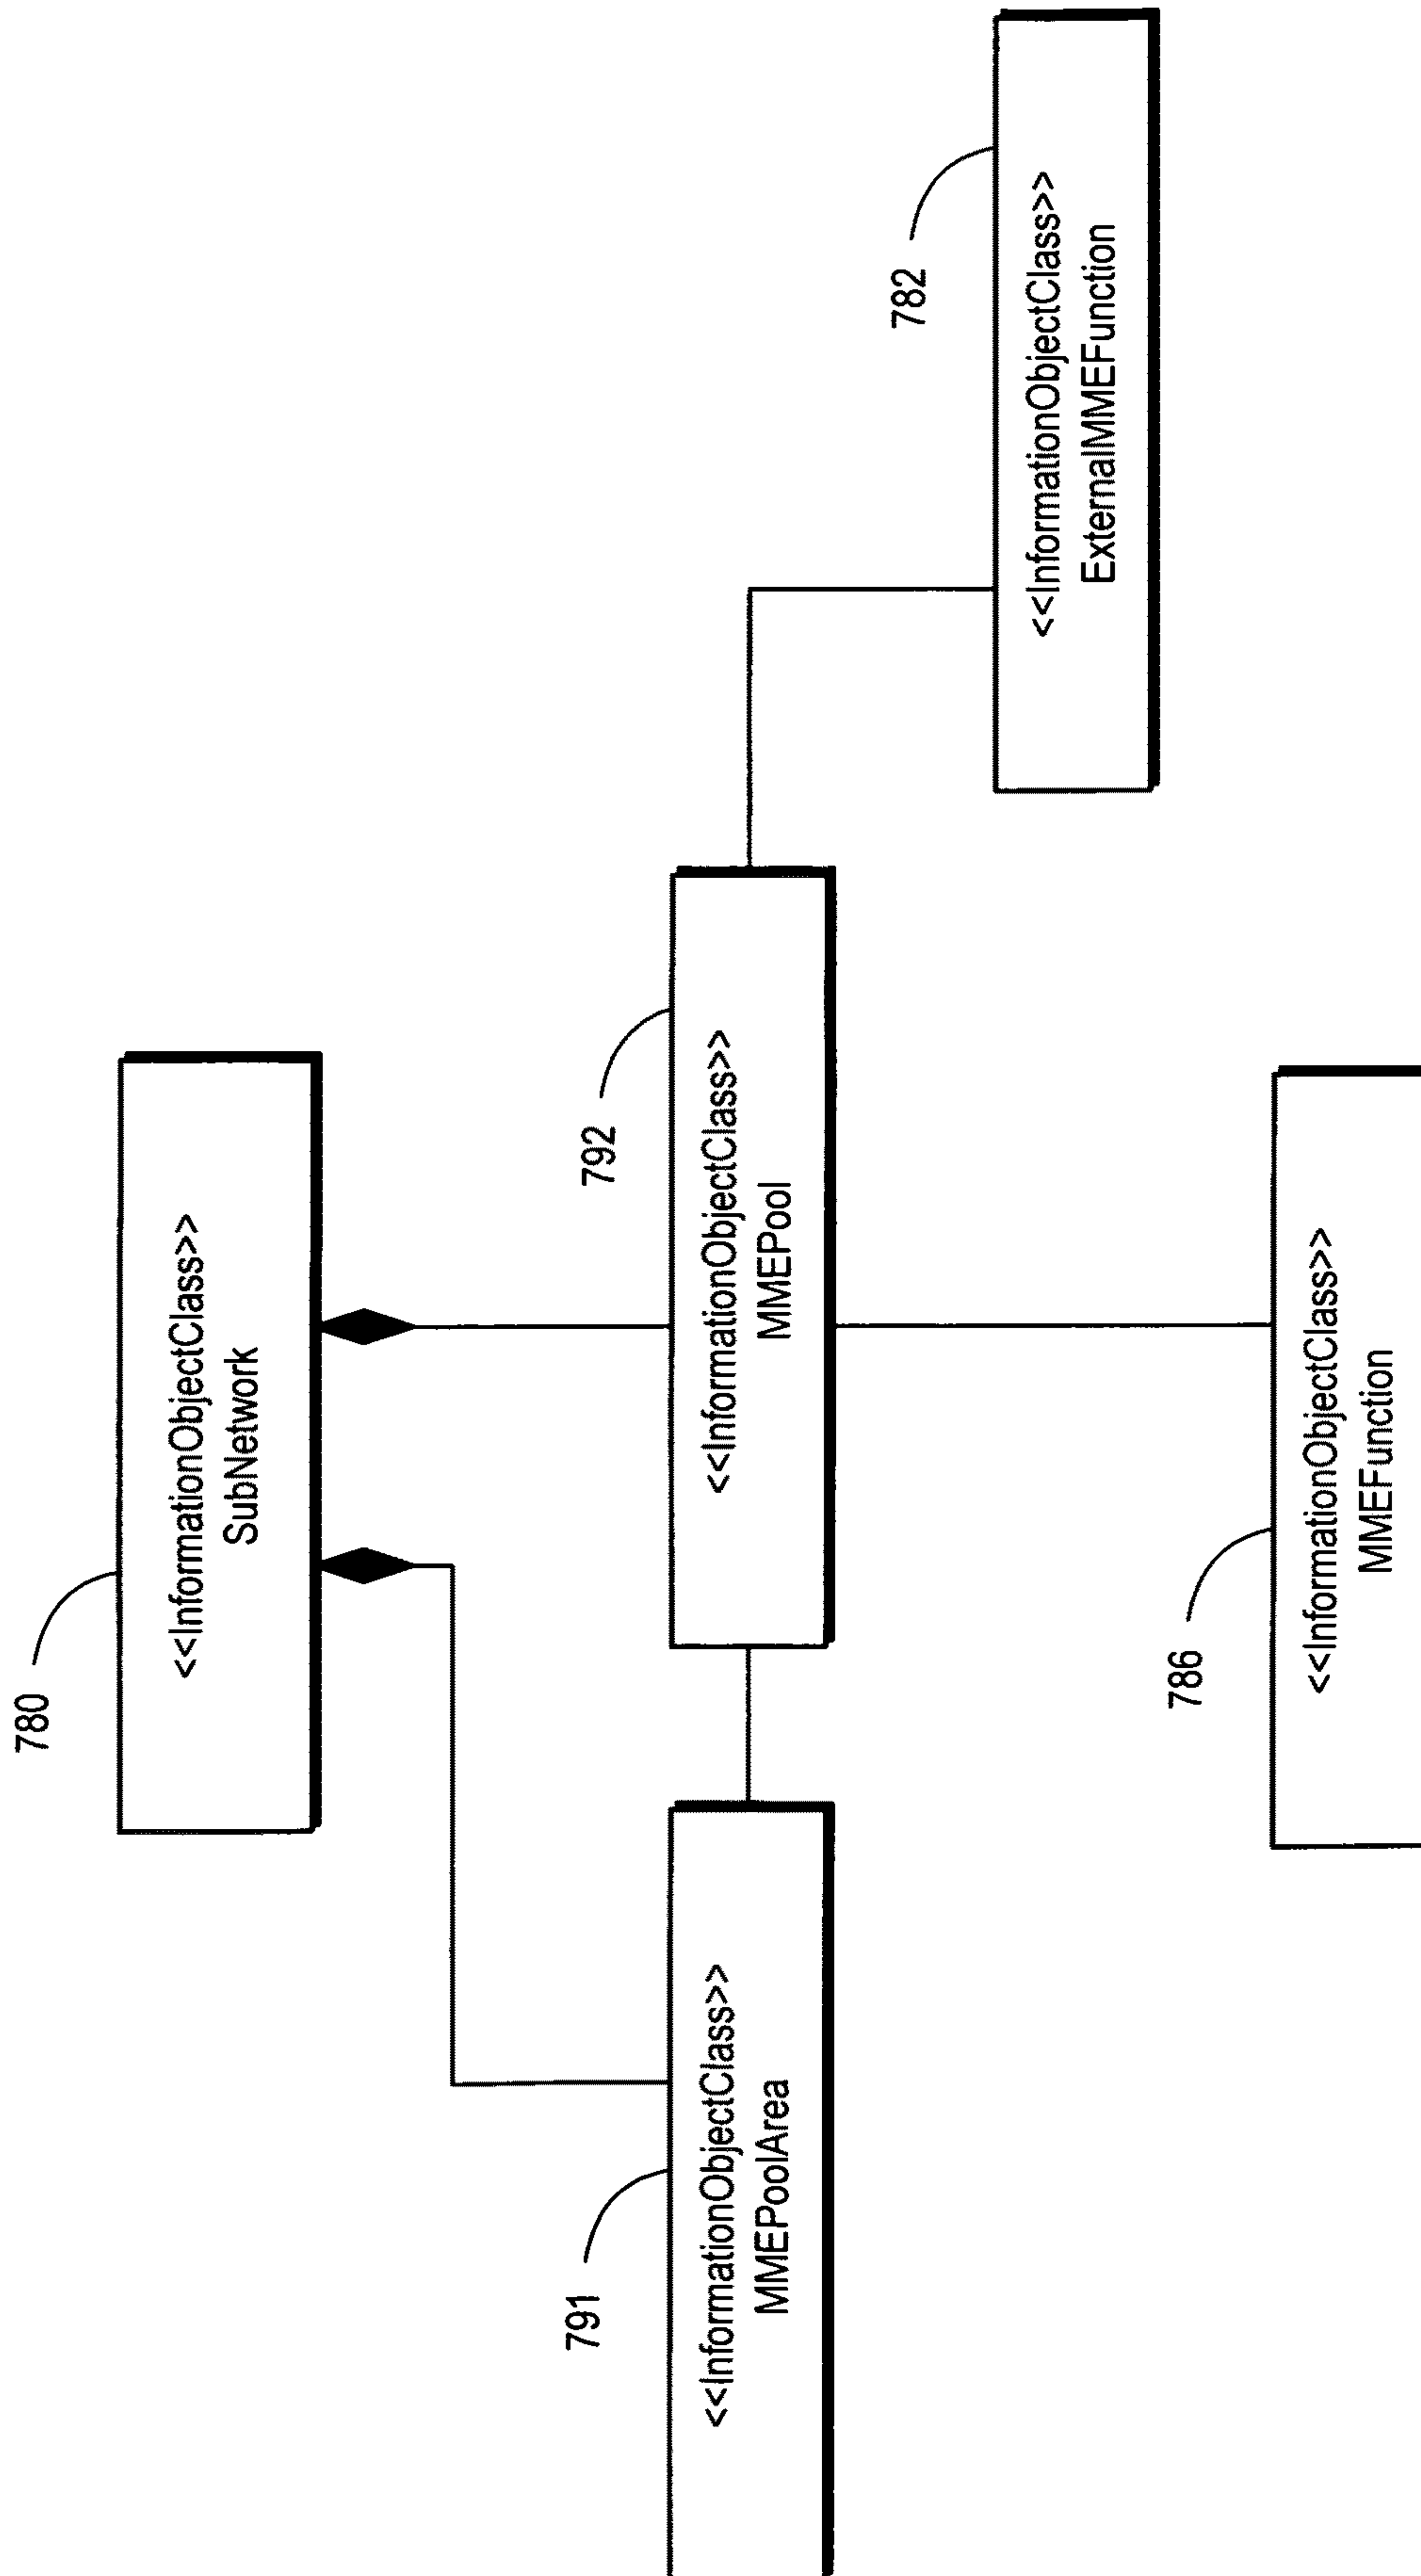 780
<<InformationObjectClass>>
SubNetwork
791
<<InformationObjectClass>>
MMEPoolArea
792
<<InformationObjectClass>>
MMEPool
782
<<InformationObjectClass>>
ExternalMMEFunction
786
<<InformationObjectClass>>
MMEFunction